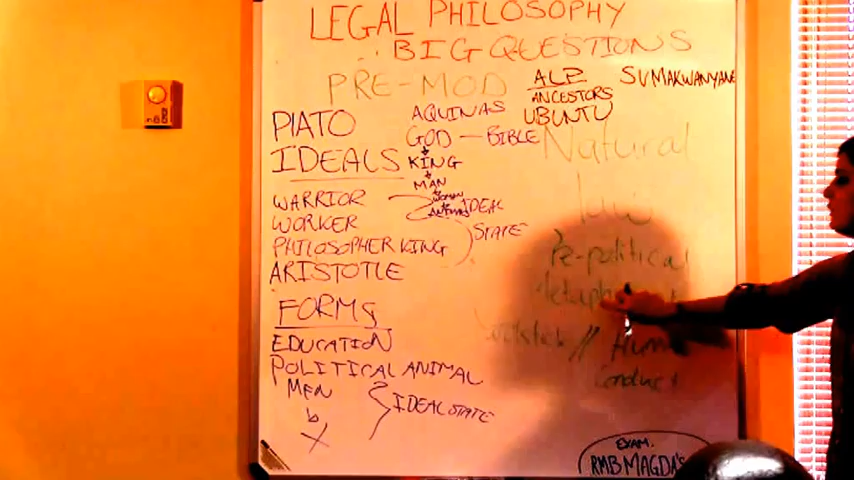 LEGAL PHILOSOPHY
BIG QUESTIONS
PRE-MOD
ALP
SVMAKWANYANE
ANCESTORS
UBUNTU
PLATO
IDEALS
WARRIOR
WORKER
PHILOSOPHER KING
STATE
ARISTOTLE
FORMS
EDUCATION
POLITICAL ANIMAL
MEN
IDEAL STATE
AQUINAS
GOD — BIBLE
KING
MAN
WOMEN
IDEAL
Natural
law
Pre-political
Human
Conduct
EXAM.
RMB MAGDA'S